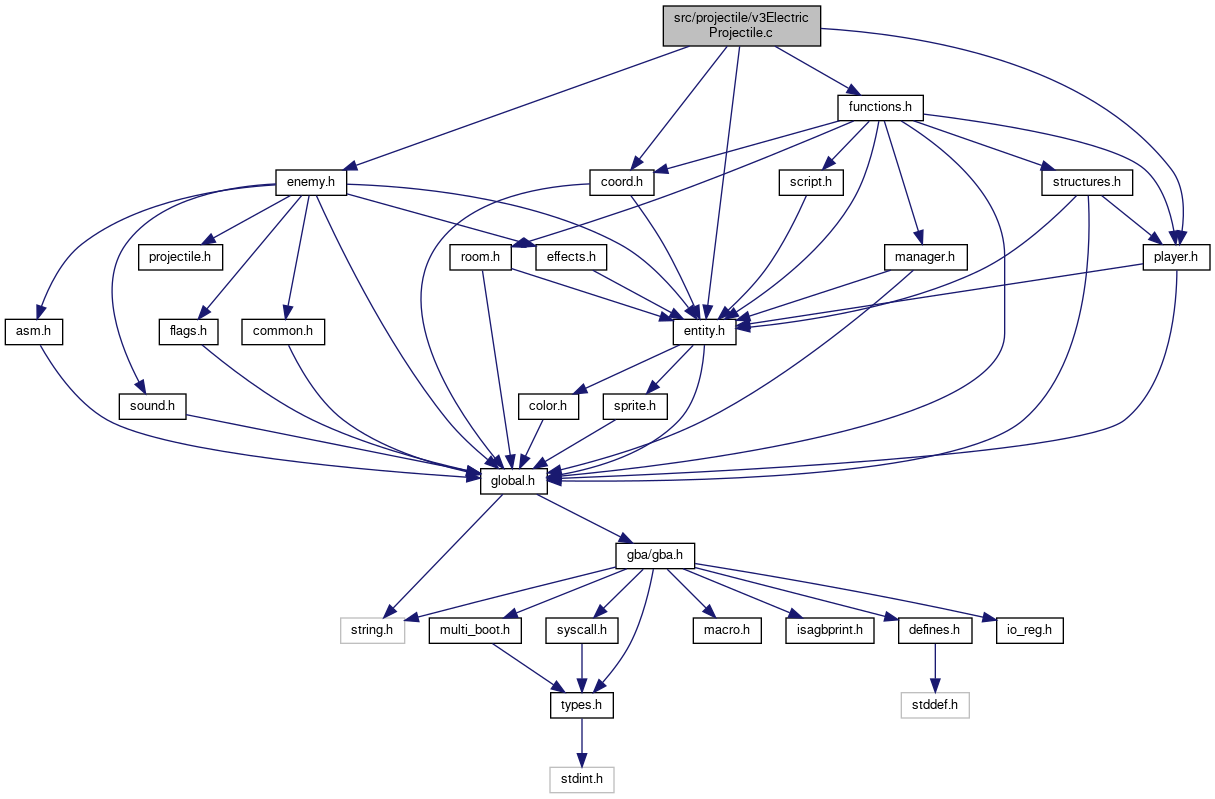 src/projectile/v3Electric
Projectile.c
functions.h
enemy.h
coord.h
script.h
structures.h
projectile.h
room.h
effects.h
manager.h
player.h
asm.h
flags.h
common.h
entity.h
sound.h
color.h
sprite.h
global.h
gba/gba.h
string.h
multi_boot.h
syscall.h
macro.h
isagbprint.h
defines.h
io_reg.h
types.h
stddef.h
stdint.h